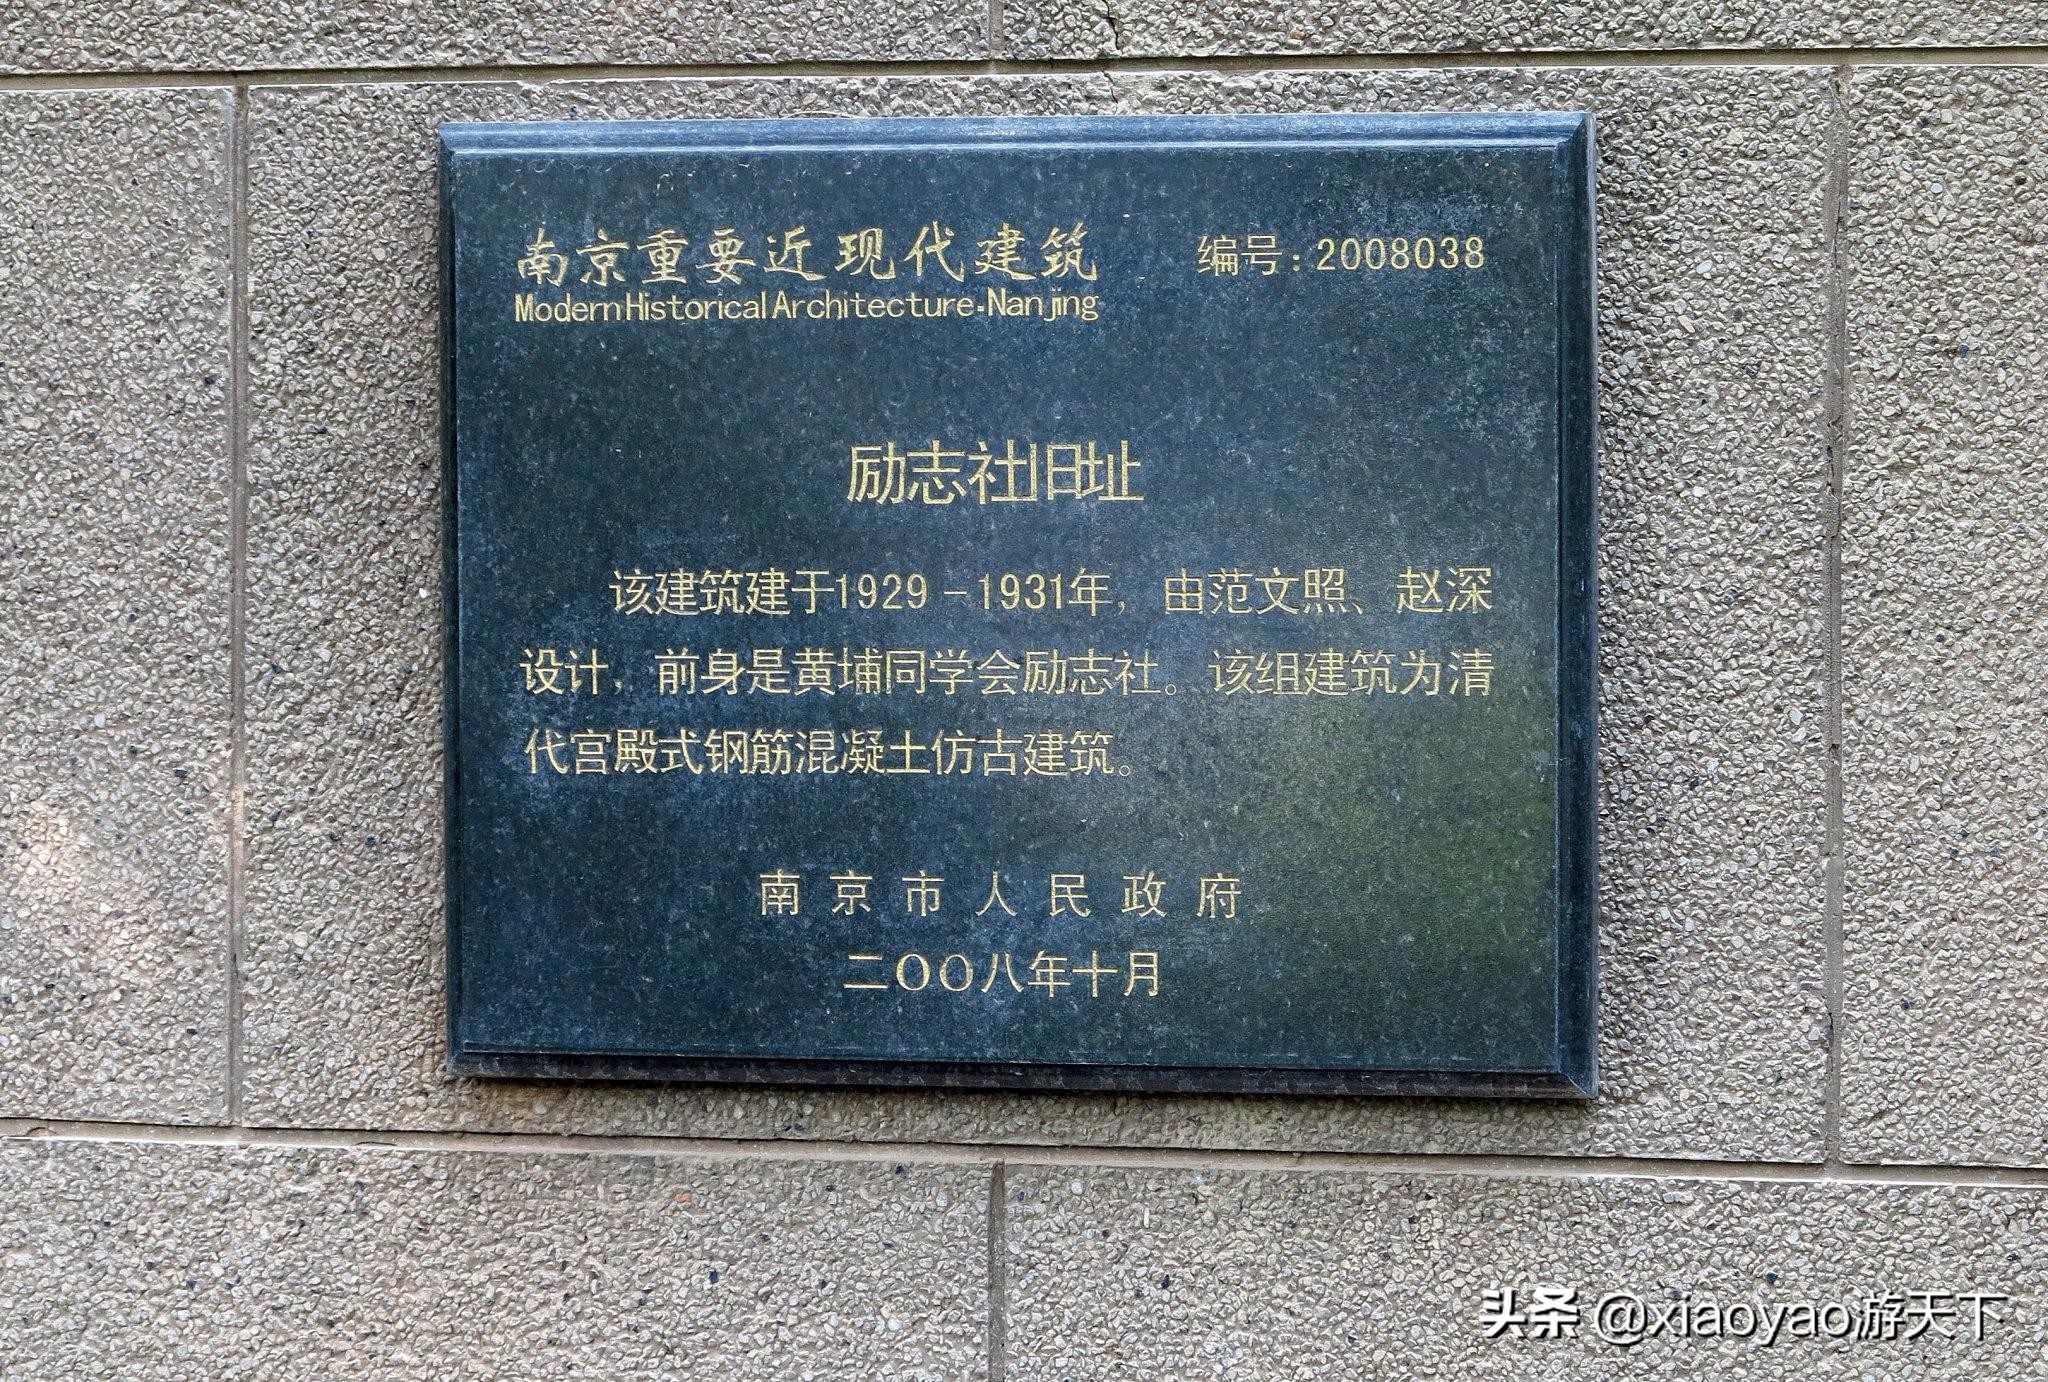 南京重要近现代建筑
编号：2008038
Modern Historical Architecture·Nanjing
励志社旧址
该建筑建于1929－1931年，由范文照、赵深
设计，前身是黄埔同学会励志社。该组建筑为清
代宫殿式钢筋混凝土仿古建筑。
南京市人民政府
二〇〇八年十月
头条 @xiaoyao游天下